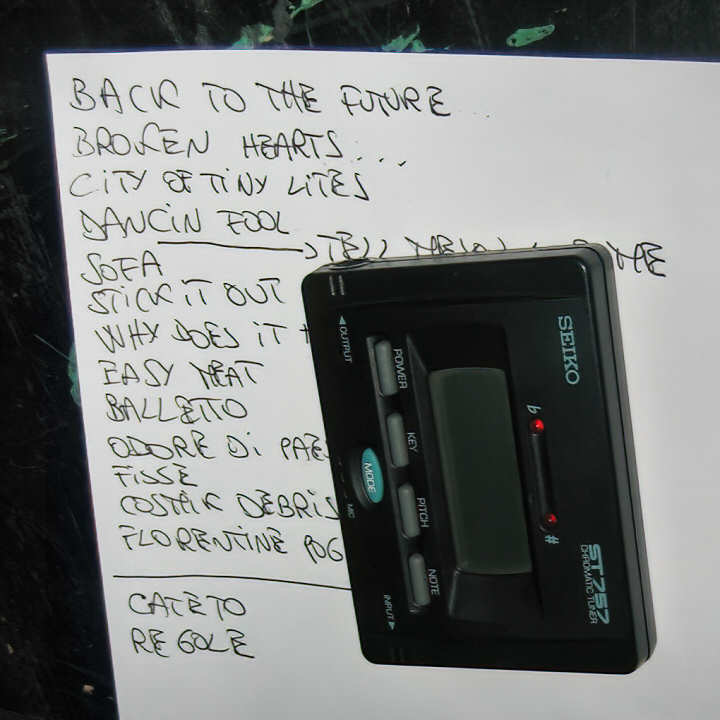 BACK TO THE FUTURE
BROKEN HEARTS...
CITY OF TINY LITES
DANCIN FOOL
ME
SOFA
STICK IT OUT
WHY DOES IT
EASY MEAT
BALLETTO
ODORE DI
FISSE
COSMIK DEBRIS
FLORENTINE POG
CATETO
REGOLE
SEIKO
ST757
CHROMATIC TUNER
OUTPUT
POWER
KEY
MODE
PITCH
MIC
NOTE
INPUT
b
#